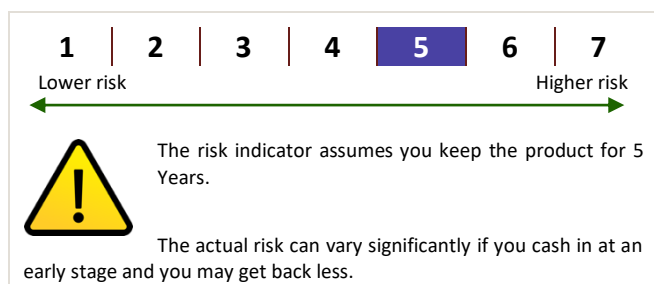 1 2 3 4 5 6 7
Lower risk Higher risk
The risk indicator assumes you keep the product for 5
Years.
The actual risk can vary significantly if you cash in at an
early stage and you may get back less.